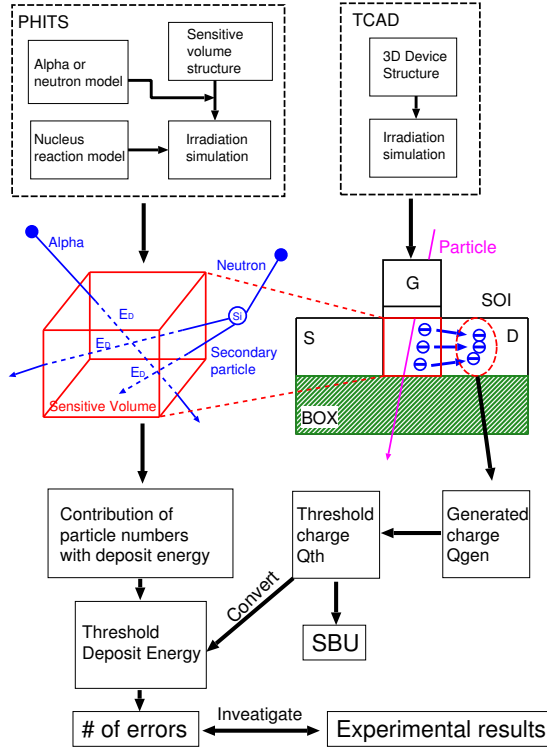 PHITS
Alpha or
neutron model
Sensitive
volume
structure
Nucleus
reaction model
Irradiation
simulation
TCAD
3D Device
Structure
Irradiation
simulation
Alpha
Neutron
Si
ED
ED
ED
Secondary
particle
Sensitive Volume
Particle
G
SOI
S
D
BOX
Contribution of
particle numbers
with deposit energy
Threshold
charge
Qth
Generated
charge
Qgen
Convert
Threshold
Deposit Energy
SBU
# of errors
Investigate
Experimental results